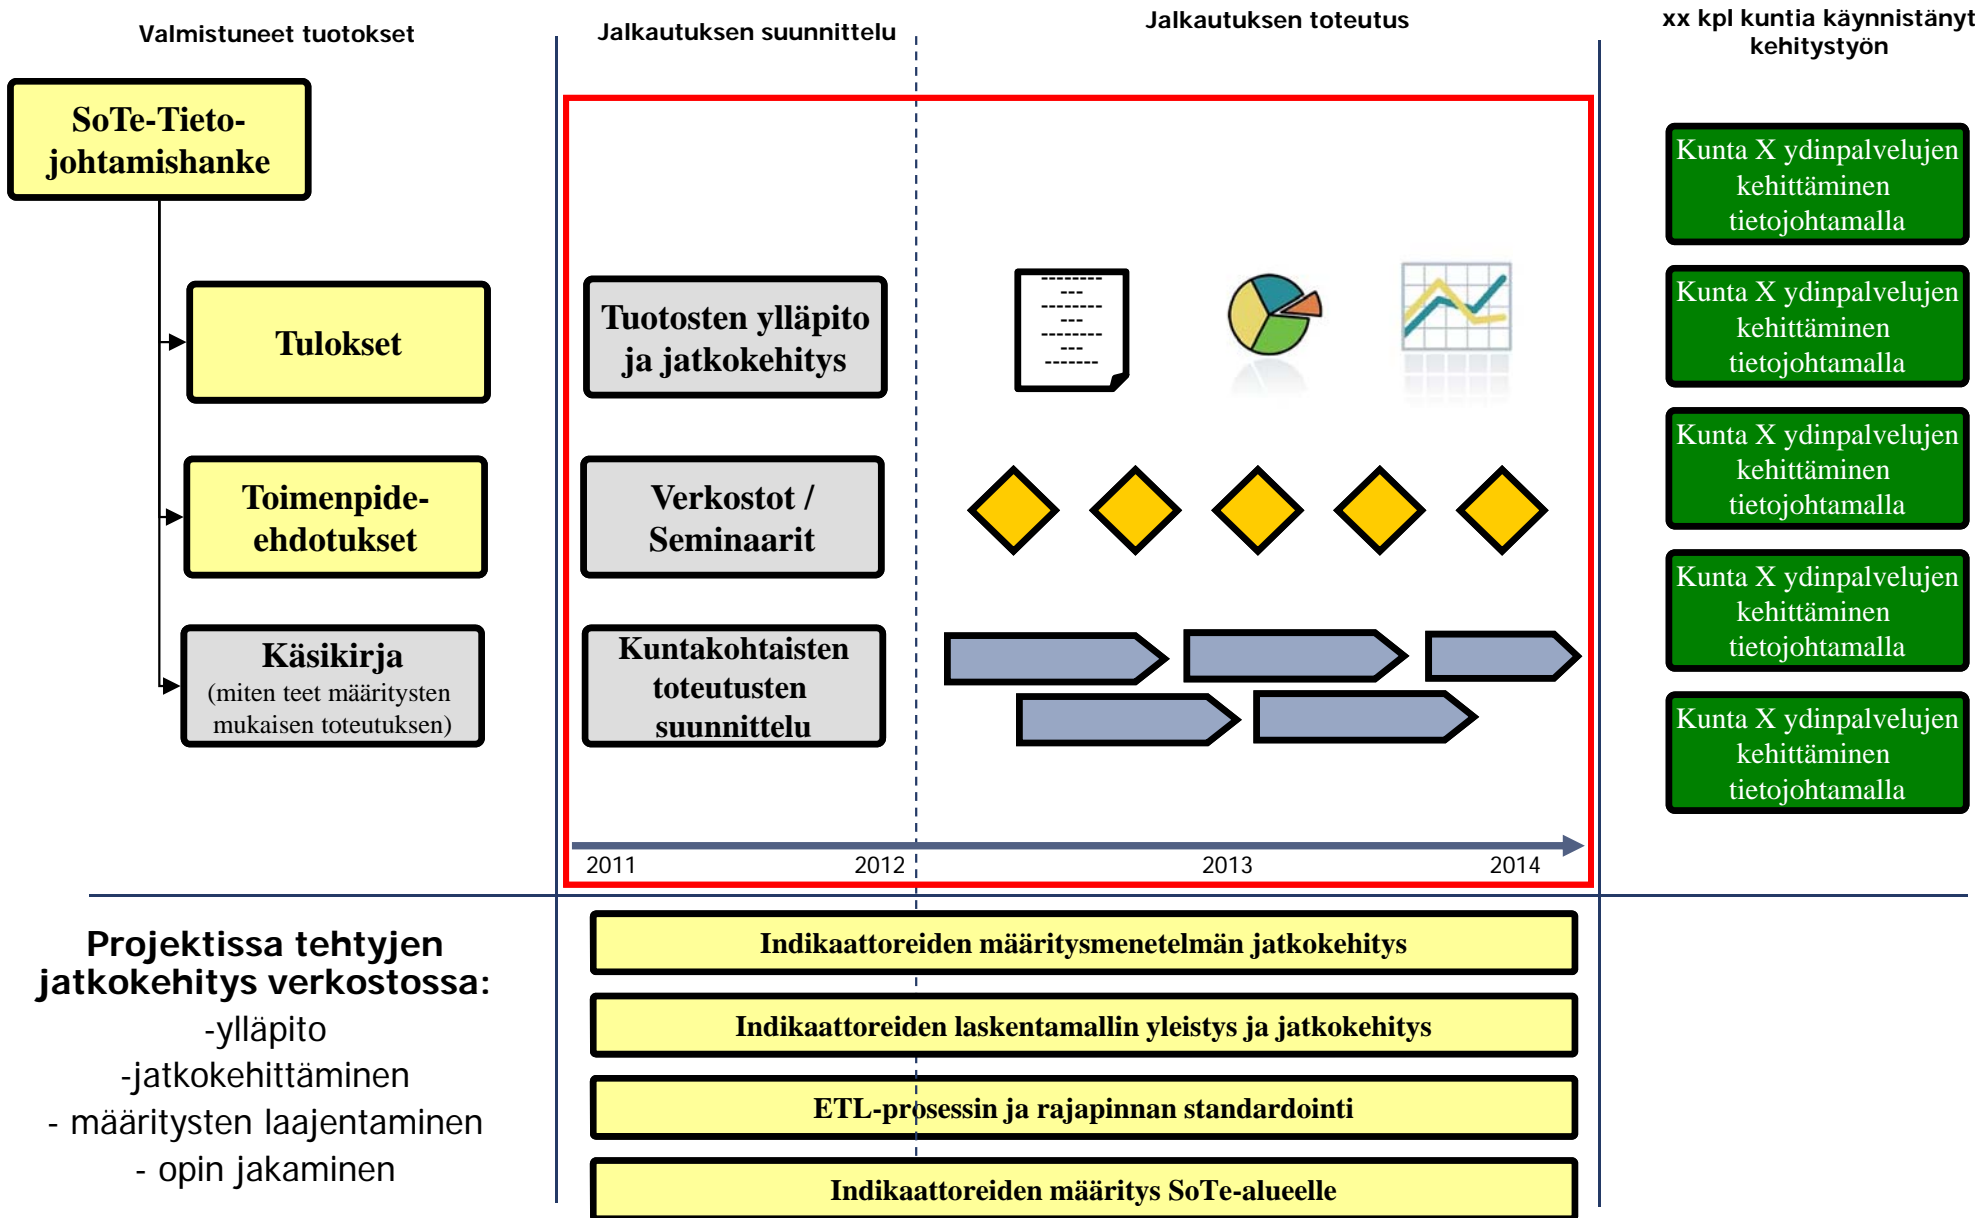 Valmistuneet tuotokset
Jalkautuksen suunnittelu
Jalkautuksen toteutus
xx kpl kuntia käynnistänyt
kehitystyön
SoTe-Tieto-
johtamishanke
Tulokset
Toimenpide-
ehdotukset
Käsikirja
(miten teet määritysten
mukaisen toteutuksen)
Tuotosten ylläpito
ja jatkokehitys
Verkostot /
Seminaarit
Kuntakohtaisten
toteutusten
suunnittelu
2011
2012
2013
2014
Kunta X ydinpalvelujen
kehittäminen
tietojohtamalla
Kunta X ydinpalvelujen
kehittäminen
tietojohtamalla
Kunta X ydinpalvelujen
kehittäminen
tietojohtamalla
Kunta X ydinpalvelujen
kehittäminen
tietojohtamalla
Kunta X ydinpalvelujen
kehittäminen
tietojohtamalla
Projektissa tehtyjen
jatkokehitys verkostossa:
-ylläpito
-jatkokehittäminen
- määritysten laajentaminen
- opin jakaminen
Indikaattoreiden määritysmenetelmän jatkokehitys
Indikaattoreiden laskentamallin yleistys ja jatkokehitys
ETL-prosessin ja rajapinnan standardointi
Indikaattoreiden määritys SoTe-alueelle